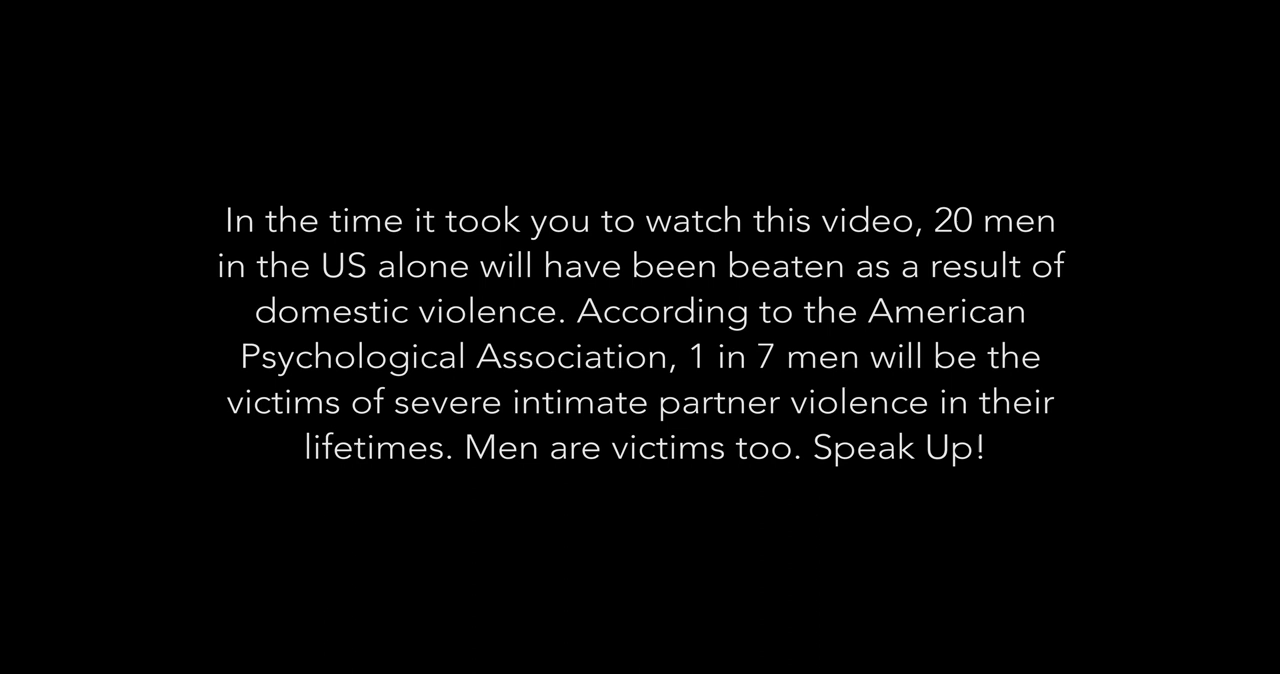 In the time it took you to watch this video, 20 men
in the US alone will have been beaten as a result of
domestic violence. According to the American
Psychological Association, 1 in 7 men will be the
victims of severe intimate partner violence in their
lifetimes. Men are victims too. Speak Up!